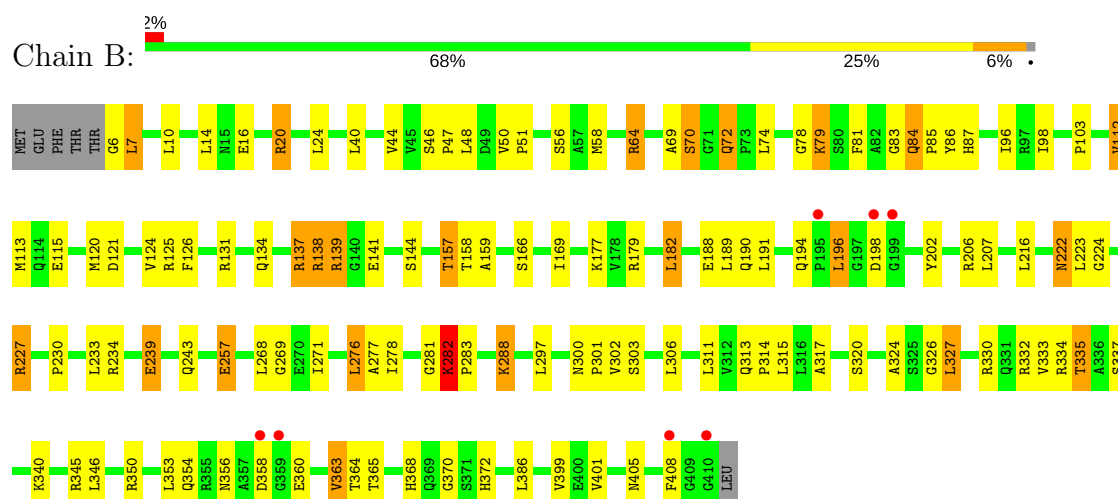 2%
Chain B:
68% 25% 6% •
MET GLU PHE THR THR G6 L7 L10 L14 N15 E16 R20 L24 L40 V44 V45 S46 P47 L48 D49 V50 P51 S56 A57 M58 R64 A69 S70 G71 Q72 P73 L74 G78 K79 S80 F81 A82 G83 Q84 P85 Y86 H87 I96 R97 I98 P103
M113 Q114 E115 M120 D121 V124 R125 F126 R131 Q134 R137 R138 R139 G140 E141 S144 T157 T158 A159 S166 I169 K177 V178 R179 L182 E188 L189 Q190 L191 Q194 P195 L196 G197 D198 G199 Y202 R206 L207 L216 N222 L223 G224
R227 P230 L233 R234 E239 Q243 E257 L268 G269 E270 I271 L276 A277 I278 G281 K282 P283 K288 L297 N300 P301 V302 S303 L306 L311 V312 Q313 P314 L315 L316 A317 S320 A324 S325 G326 L327 R330 Q331 R332 V333 R334 T335 A336 S337
K340 R345 L346 R350 L353 Q354 R355 N356 A357 D358 G359 E360 V363 T364 T365 H368 Q369 G370 S371 H372 L386 V399 E400 V401 N405 F408 G409 G410 LEU